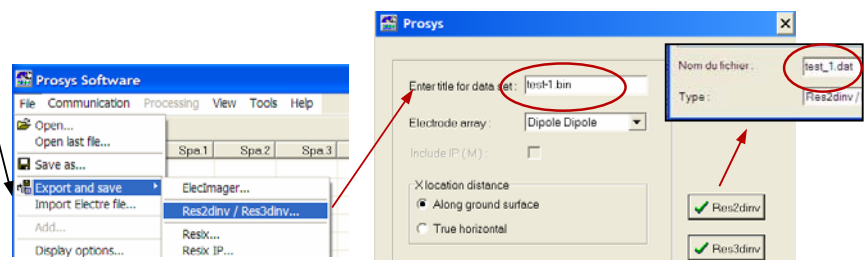 Prosys Software
File Communication Processing View Tools Help
Open...
Open last file...
Save as...
Export and save
Import Electre file...
Add...
Display options...
Spa.1 Spa.2 Spa.3
ElecImager...
Res2dinv / Res3dinv...
Resix...
Resix IP...
Prosys
Enter title for data set : test-1.bin
Electrode array : Dipole Dipole
Include IP ( M ) :
X location distance
Along ground surface
True horizontal
Nom du fichier : test_1.dat
Type : Res2dinv /
Res2dinv
Res3dinv